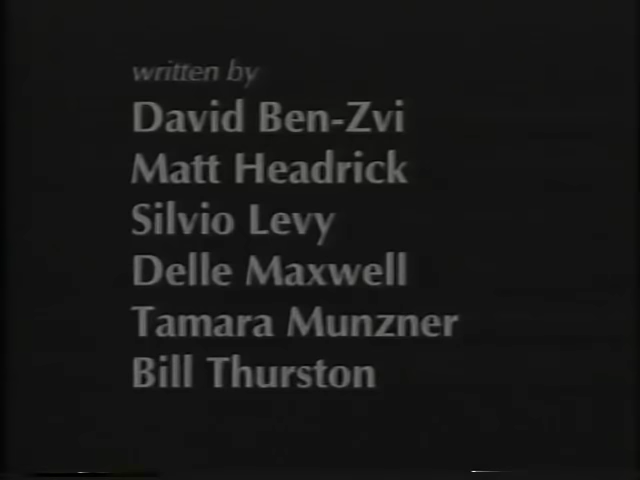 written by
David Ben-Zvi
Matt Headrick
Silvio Levy
Delle Maxwell
Tamara Munzner
Bill Thurston